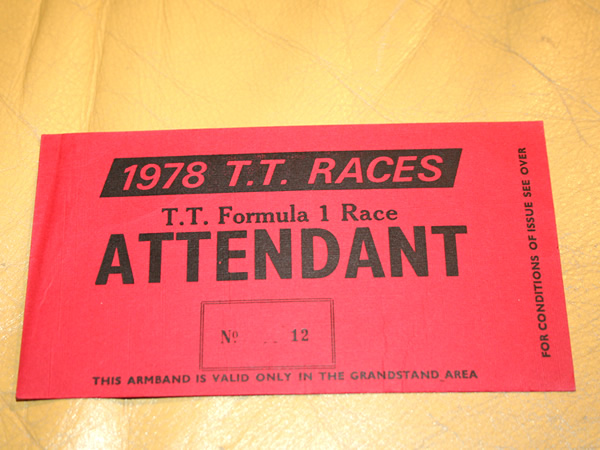 1978 T.T. RACES
T.T. Formula 1 Race
ATTENDANT
Nº 12
THIS ARMBAND IS VALID ONLY IN THE GRANDSTAND AREA
FOR CONDITIONS OF ISSUE SEE OVER